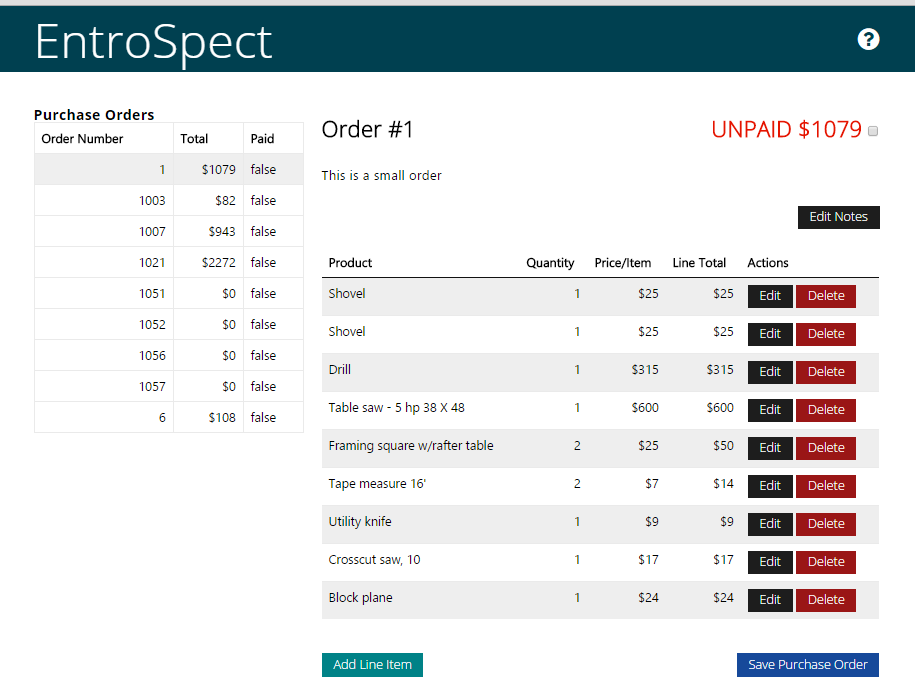 EntroSpect
?
Purchase Orders
Order Number Total Paid
1 $1079 false
1003 $82 false
1007 $943 false
1021 $2272 false
1051 $0 false
1052 $0 false
1056 $0 false
1057 $0 false
6 $108 false
Order #1 UNPAID $1079
This is a small order
Edit Notes
Product Quantity Price/Item Line Total Actions
Shovel 1 $25 $25 Edit Delete
Shovel 1 $25 $25 Edit Delete
Drill 1 $315 $315 Edit Delete
Table saw - 5 hp 38 X 48 1 $600 $600 Edit Delete
Framing square w/rafter table 2 $25 $50 Edit Delete
Tape measure 16' 2 $7 $14 Edit Delete
Utility knife 1 $9 $9 Edit Delete
Crosscut saw, 10 1 $17 $17 Edit Delete
Block plane 1 $24 $24 Edit Delete
Add Line Item Save Purchase Order